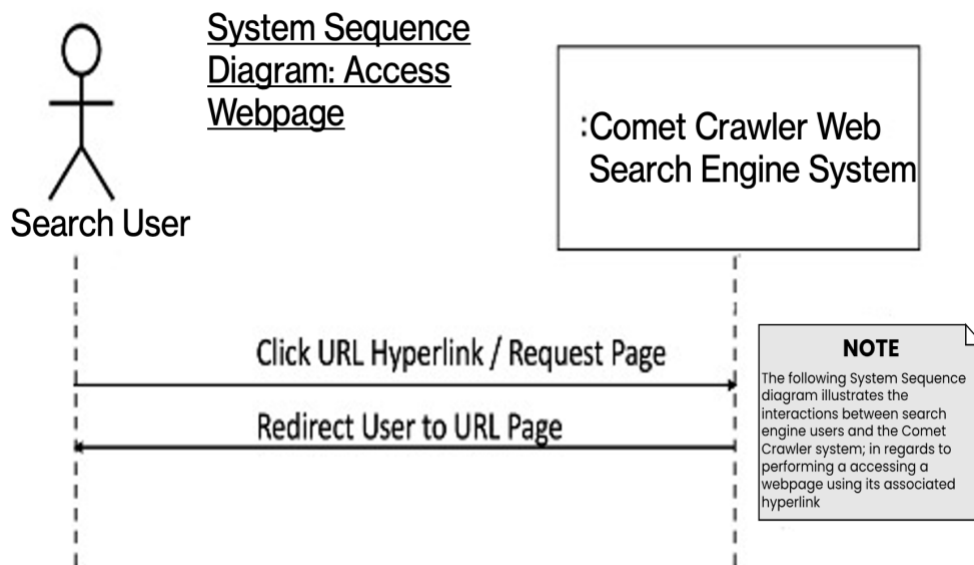 System Sequence
Diagram: Access
Webpage
:Comet Crawler Web
Search Engine System
Search User
Click URL Hyperlink / Request Page
Redirect User to URL Page
NOTE
The following System Sequence
diagram illustrates the
interactions between search
engine users and the Comet
Crawler system; in regards to
performing a accessing a
webpage using its associated
hyperlink